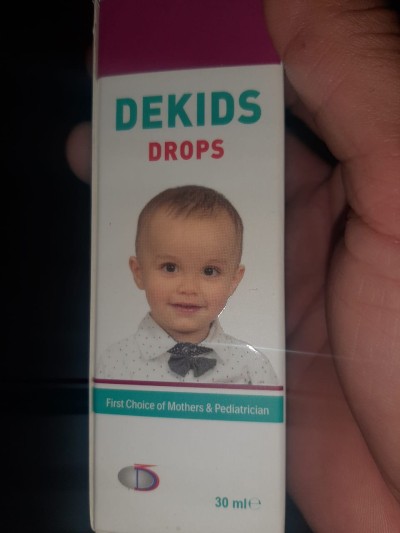 DEKIDS
DROPS
First Choice of Mothers & Pediatrician
30 ml℮